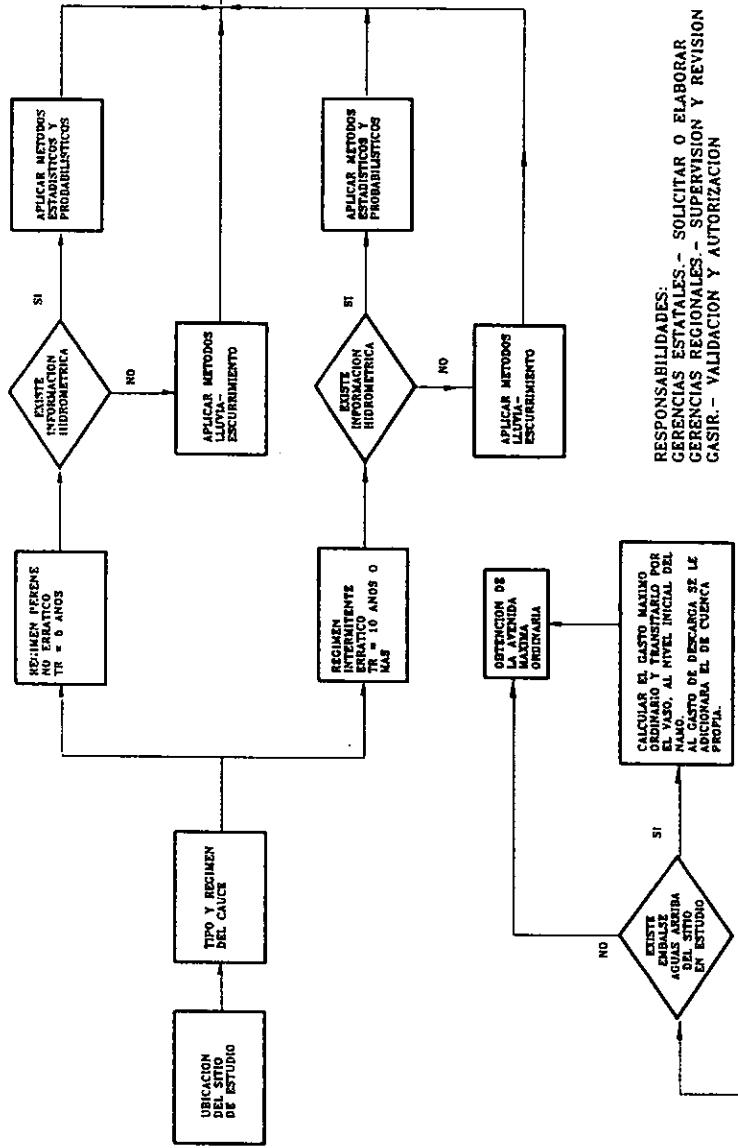 UBICACION
DEL SITIO
DE ESTUDIO
TIPO Y REGIMEN
DEL CAUCE
REGIMEN PERENE
NO ERRATICO
TR = 5 ANOS
EXISTE
INFORMACION
HIDROMETRICA
SI
APLICAR METODOS
ESTADISTICOS Y
PROBABILISTICOS
NO
APLICAR METODOS
LLUVIA-
ESCURRIMIENTO
REGIMEN
INTERMITENTE
ERRATICO
TR = 10 ANOS O
MAS
EXISTE
INFORMACION
HIDROMETRICA
SI
APLICAR METODOS
ESTADISTICOS Y
PROBABILISTICOS
NO
APLICAR METODOS
LLUVIA-
ESCURRIMIENTO
EXISTE
EMBALSE
AGUAS ARRIBA
DEL SITIO
EN ESTUDIO
NO
SI
OBTENCION DE
LA AVENIDA
MAXIMA
ORDINARIA
CALCULAR EL GASTO MAXIMO
ORDINARIO Y TRANSITARLO POR
EL VASO, AL NIVEL INICIAL DEL
NAMO.
AL GASTO DE DESCARGA SE LE
ADICIONARA EL DE CUENCA
PROPIA.
RESPONSABILIDADES:
GERENCIAS ESTATALES.- SOLICITAR O ELABORAR
GERENCIAS REGIONALES.- SUPERVISION Y REVISION
GASIR.- VALIDACION Y AUTORIZACION